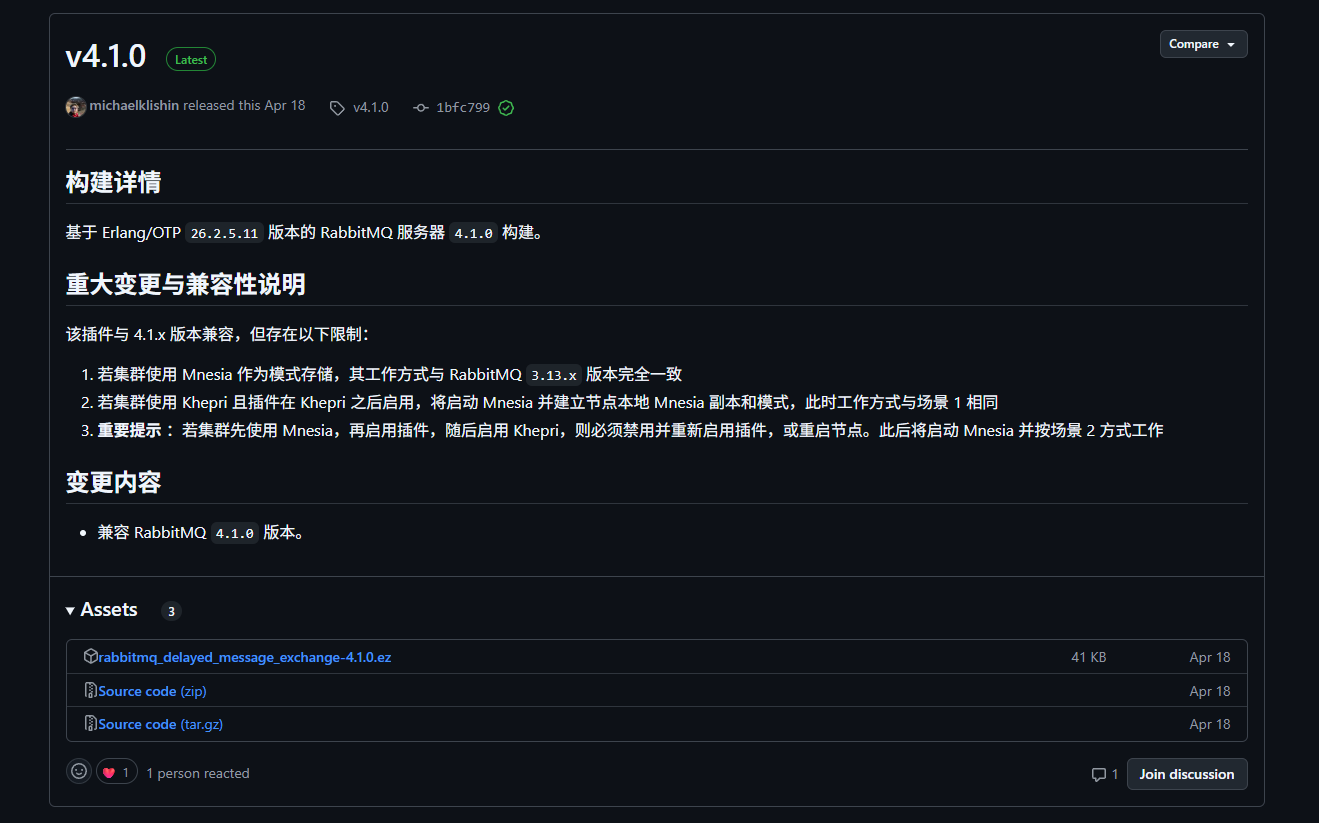 v4.1.0 Latest Compare
michaelklishin released this Apr 18 v4.1.0 1bfc799
构建详情
基于 Erlang/OTP 26.2.5.11 版本的 RabbitMQ 服务器 4.1.0 构建。
重大变更与兼容性说明
该插件与 4.1.x 版本兼容，但存在以下限制：
1. 若集群使用 Mnesia 作为模式存储，其工作方式与 RabbitMQ 3.13.x 版本完全一致
2. 若集群使用 Khepri 且插件在 Khepri 之后启用，将启动 Mnesia 并建立节点本地 Mnesia 副本和模式，此时工作方式与场景 1 相同
3. 重要提示 ：若集群先使用 Mnesia，再启用插件，随后启用 Khepri，则必须禁用并重新启用插件，或重启节点。此后将启动 Mnesia 并按场景 2 方式工作
变更内容
• 兼容 RabbitMQ 4.1.0 版本。
Assets 3
rabbitmq_delayed_message_exchange-4.1.0.ez 41 KB Apr 18
Source code (zip) Apr 18
Source code (tar.gz) Apr 18
1 1 person reacted 1 Join discussion